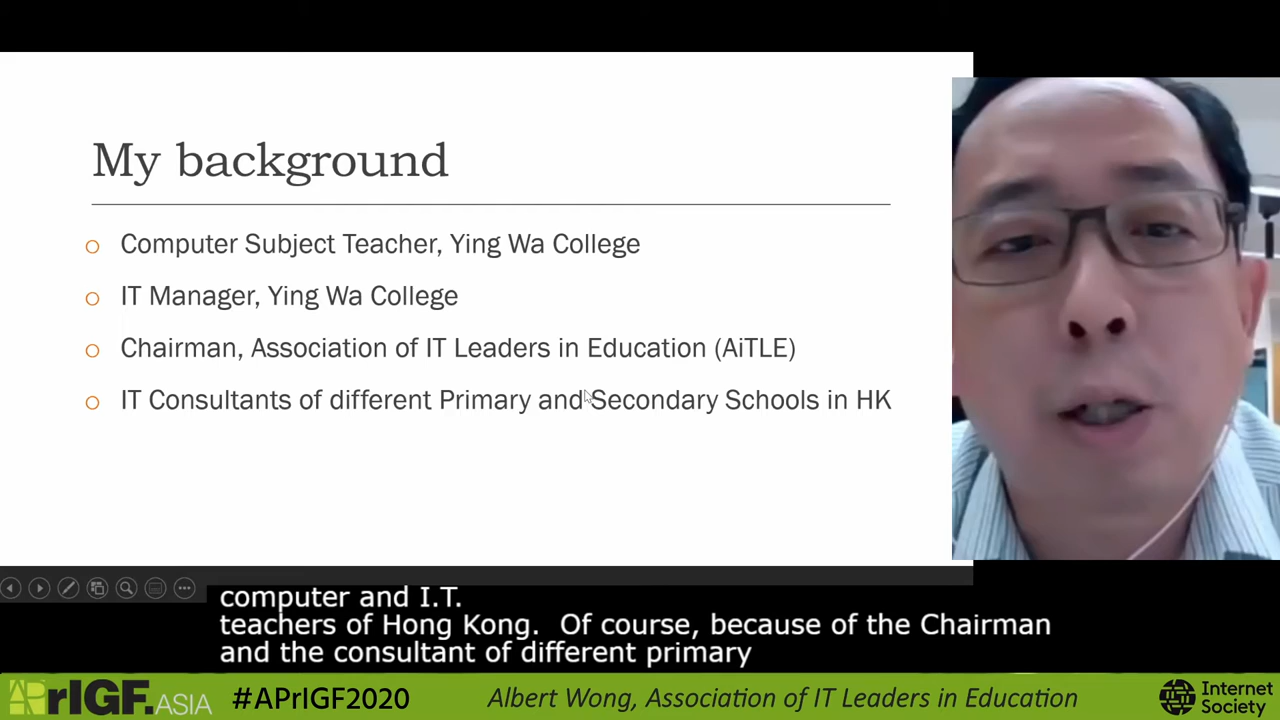 My background
Computer Subject Teacher, Ying Wa College
IT Manager, Ying Wa College
Chairman, Association of IT Leaders in Education (AiTLE)
IT Consultants of different Primary and Secondary Schools in HK
computer and I.T.
teachers of Hong Kong.  Of course, because of the Chairman
and the consultant of different primary
APrIGF.ASIA
#APrIGF2020
Albert Wong, Association of IT Leaders in Education
Internet
Society